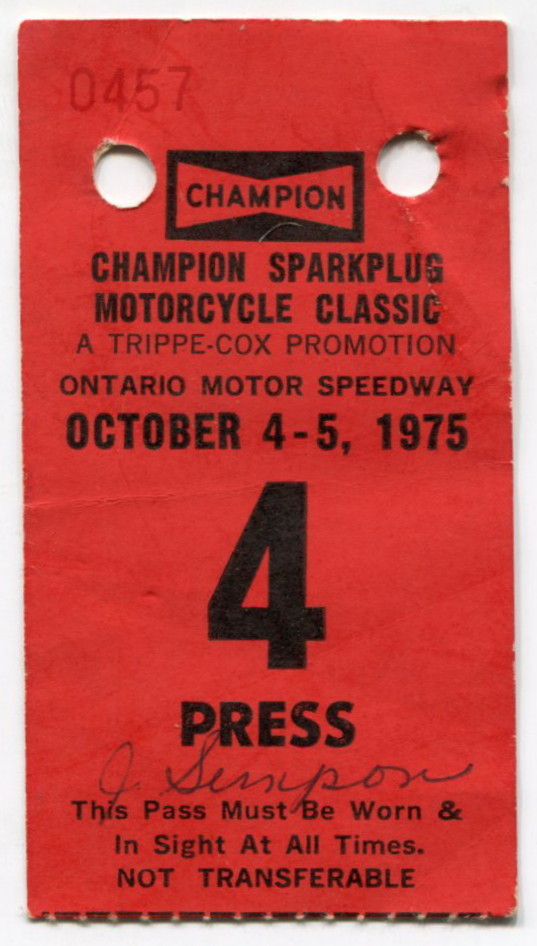 0457
CHAMPION
CHAMPION SPARKPLUG
MOTORCYCLE CLASSIC
A TRIPPE-COX PROMOTION
ONTARIO MOTOR SPEEDWAY
OCTOBER 4-5, 1975
4
PRESS
J. Simpson
This Pass Must Be Worn &
In Sight At All Times.
NOT TRANSFERABLE